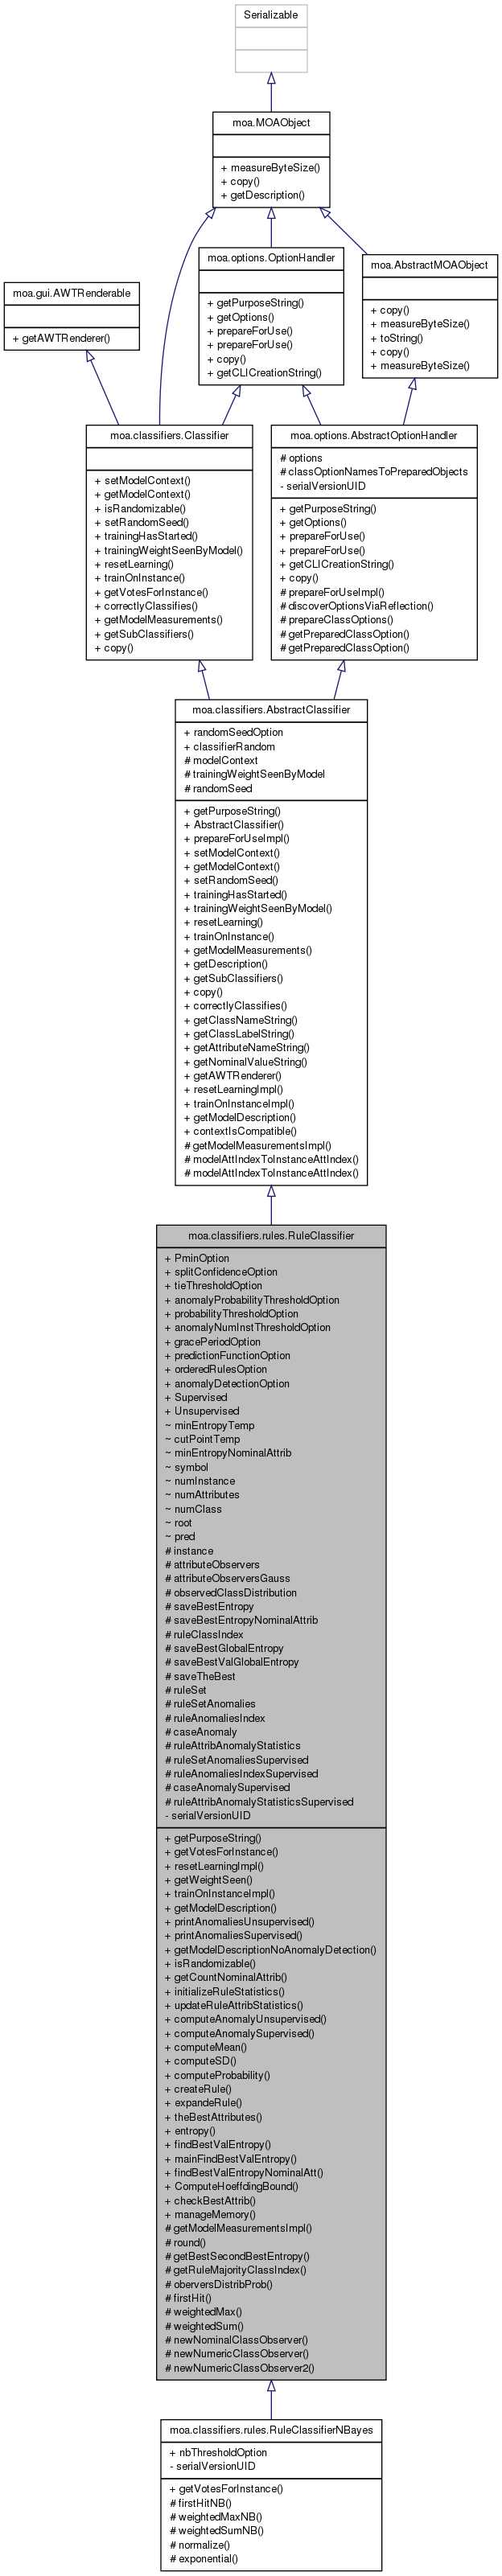 Serializable
moa.MOAObject
+ measureByteSize()
+ copy()
+ getDescription()
moa.options.OptionHandler
+ getPurposeString()
+ getOptions()
+ prepareForUse()
+ prepareForUse()
+ copy()
+ getCLICreationString()
moa.AbstractMOAObject
+ copy()
+ measureByteSize()
+ toString()
+ copy()
+ measureByteSize()
moa.gui.AWTRenderable
+ getAWTRenderer()
moa.classifiers.Classifier
+ setModelContext()
+ getModelContext()
+ isRandomizable()
+ setRandomSeed()
+ trainingHasStarted()
+ trainingWeightSeenByModel()
+ resetLearning()
+ trainOnInstance()
+ getVotesForInstance()
+ correctlyClassifies()
+ getModelMeasurements()
+ getSubClassifiers()
+ copy()
moa.options.AbstractOptionHandler
# options
# classOptionNamesToPreparedObjects
- serialVersionUID
+ getPurposeString()
+ getOptions()
+ prepareForUse()
+ prepareForUse()
+ getCLICreationString()
+ copy()
# prepareForUseImpl()
# discoverOptionsViaReflection()
# prepareClassOptions()
# getPreparedClassOption()
# getPreparedClassOption()
moa.classifiers.AbstractClassifier
+ randomSeedOption
+ classifierRandom
# modelContext
# trainingWeightSeenByModel
# randomSeed
+ getPurposeString()
+ AbstractClassifier()
+ prepareForUseImpl()
+ setModelContext()
+ getModelContext()
+ setRandomSeed()
+ trainingHasStarted()
+ trainingWeightSeenByModel()
+ resetLearning()
+ trainOnInstance()
+ getModelMeasurements()
+ getDescription()
+ getSubClassifiers()
+ copy()
+ correctlyClassifies()
+ getClassNameString()
+ getClassLabelString()
+ getAttributeNameString()
+ getNominalValueString()
+ getAWTRenderer()
+ resetLearningImpl()
+ trainOnInstanceImpl()
+ getModelDescription()
+ contextIsCompatible()
# getModelMeasurementsImpl()
# modelAttIndexToInstanceAttIndex()
# modelAttIndexToInstanceAttIndex()
moa.classifiers.rules.RuleClassifier
+ PminOption
+ splitConfidenceOption
+ tieThresholdOption
+ anomalyProbabilityThresholdOption
+ probabilityThresholdOption
+ anomalyNumInstThresholdOption
+ gracePeriodOption
+ predictionFunctionOption
+ orderedRulesOption
+ anomalyDetectionOption
+ Supervised
+ Unsupervised
~ minEntropyTemp
~ cutPointTemp
~ minEntropyNominalAttrib
~ symbol
~ numInstance
~ numAttributes
~ numClass
~ root
~ pred
# instance
# attributeObservers
# attributeObserversGauss
# observedClassDistribution
# saveBestEntropy
# saveBestEntropyNominalAttrib
# ruleClassIndex
# saveBestGlobalEntropy
# saveBestValGlobalEntropy
# saveTheBest
# ruleSet
# ruleSetAnomalies
# ruleAnomaliesIndex
# caseAnomaly
# ruleAttribAnomalyStatistics
# ruleSetAnomaliesSupervised
# ruleAnomaliesIndexSupervised
# caseAnomalySupervised
# ruleAttribAnomalyStatisticsSupervised
- serialVersionUID
+ getPurposeString()
+ getVotesForInstance()
+ resetLearningImpl()
+ getWeightSeen()
+ trainOnInstanceImpl()
+ getModelDescription()
+ printAnomaliesUnsupervised()
+ printAnomaliesSupervised()
+ getModelDescriptionNoAnomalyDetection()
+ isRandomizable()
+ getCountNominalAttrib()
+ initializeRuleStatistics()
+ updateRuleAttribStatistics()
+ computeAnomalyUnsupervised()
+ computeAnomalySupervised()
+ computeMean()
+ computeSD()
+ computeProbability()
+ createRule()
+ expandeRule()
+ theBestAttributes()
+ entropy()
+ findBestValEntropy()
+ mainFindBestValEntropy()
+ findBestValEntropyNominalAtt()
+ ComputeHoeffdingBound()
+ checkBestAttrib()
+ manageMemory()
# getModelMeasurementsImpl()
# round()
# getBestSecondBestEntropy()
# getRuleMajorityClassIndex()
# oberversDistribProb()
# firstHit()
# weightedMax()
# weightedSum()
# newNominalClassObserver()
# newNumericClassObserver()
# newNumericClassObserver2()
moa.classifiers.rules.RuleClassifierNBayes
+ nbThresholdOption
- serialVersionUID
+ getVotesForInstance()
# firstHitNB()
# weightedMaxNB()
# weightedSumNB()
# normalize()
# exponential()